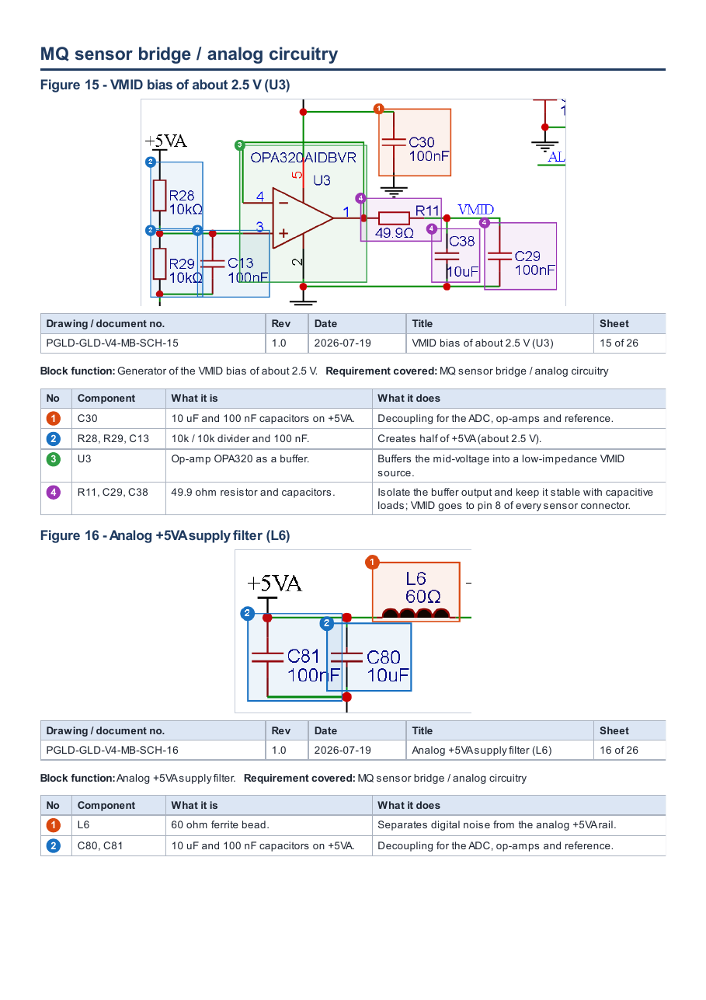 MQ sensor bridge / analog circuitry
Figure 15 - VMID bias of about 2.5 V (U3)
1
C30
100nF
+5VA
3
OPA320AIDBVR
5
U3
AL
2
R28
10kΩ
4
4
1
R11
VMID
49.9Ω
4
4
2
2
3
C38
10uF
R29
10kΩ
C13
100nF
2
C29
100nF
Drawing / document no. Rev Date Title Sheet
PGLD-GLD-V4-MB-SCH-15 1.0 2026-07-19 VMID bias of about 2.5 V (U3) 15 of 26
Block function: Generator of the VMID bias of about 2.5 V. Requirement covered: MQ sensor bridge / analog circuitry
No Component What it is What it does
1 C30 10 uF and 100 nF capacitors on +5VA. Decoupling for the ADC, op-amps and reference.
2 R28, R29, C13 10k / 10k divider and 100 nF. Creates half of +5VA (about 2.5 V).
3 U3 Op-amp OPA320 as a buffer. Buffers the mid-voltage into a low-impedance VMID
source.
4 R11, C29, C38 49.9 ohm resistor and capacitors. Isolate the buffer output and keep it stable with capacitive
loads; VMID goes to pin 8 of every sensor connector.
Figure 16 - Analog +5VA supply filter (L6)
1
+5VA
L6
60Ω
2
2
C81
100nF
C80
10uF
Drawing / document no. Rev Date Title Sheet
PGLD-GLD-V4-MB-SCH-16 1.0 2026-07-19 Analog +5VA supply filter (L6) 16 of 26
Block function: Analog +5VA supply filter. Requirement covered: MQ sensor bridge / analog circuitry
No Component What it is What it does
1 L6 60 ohm ferrite bead. Separates digital noise from the analog +5VA rail.
2 C80, C81 10 uF and 100 nF capacitors on +5VA. Decoupling for the ADC, op-amps and reference.